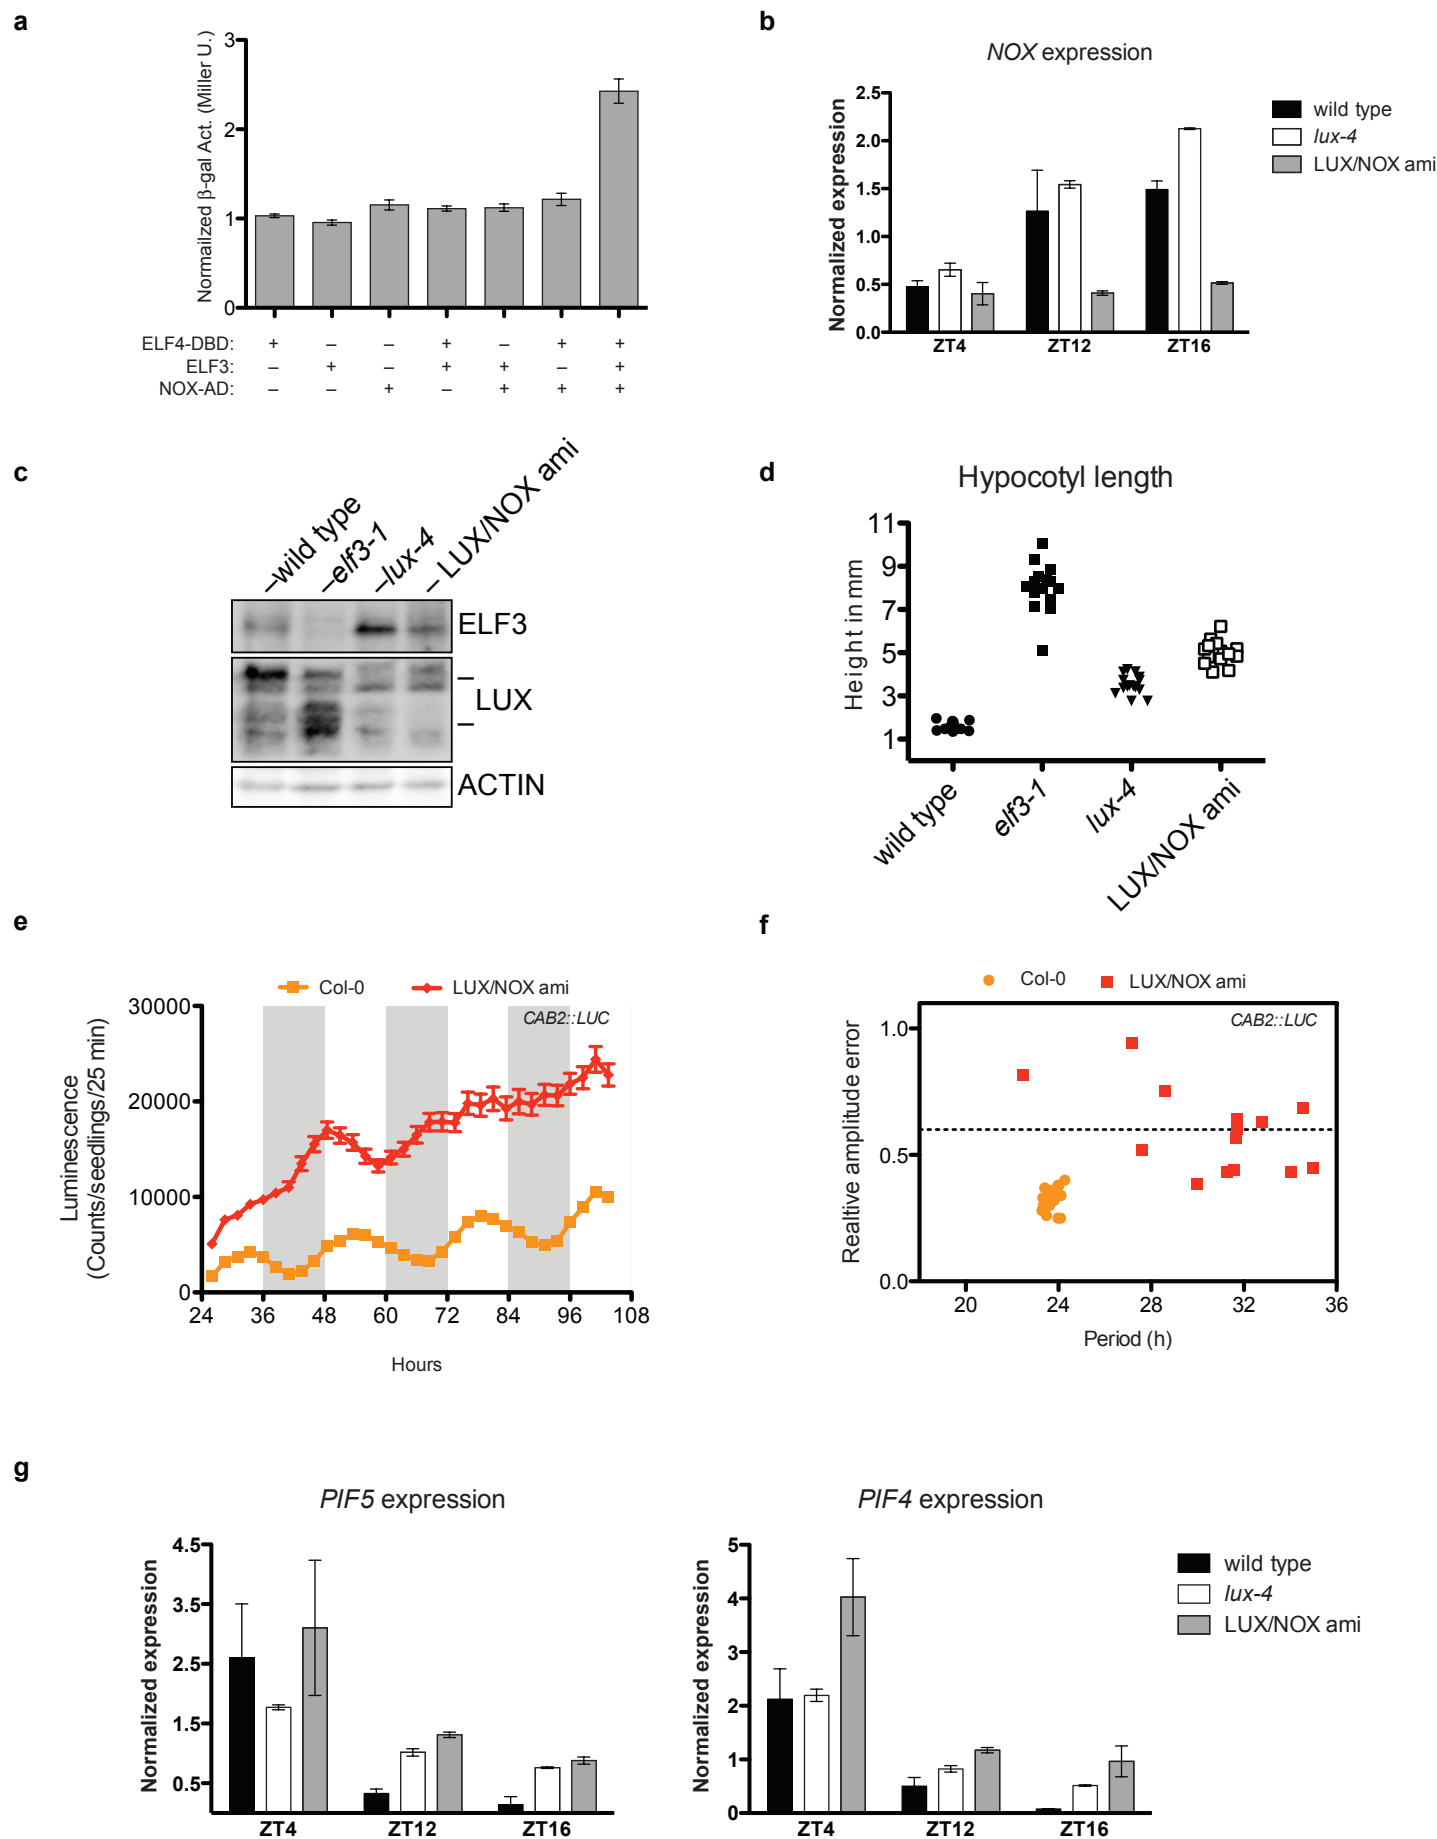 a
Normailzed β-gal Act. (Miller U.)
3
2
1
0
ELF4-DBD: + – – + – + +
ELF3: – + – + + – +
NOX-AD: – – + – + + +
b
NOX expression
Normalized expression
2.5
2.0
1.5
1.0
0.5
0.0
ZT4 ZT12 ZT16
wild type
lux-4
LUX/NOX ami
c
–wild type
–elf3-1
–lux-4
– LUX/NOX ami
ELF3
LUX
ACTIN
d
Hypocotyl length
Height in mm
11
9
7
5
3
1
wild type
elf3-1
lux-4
LUX/NOX ami
e
Col-0 LUX/NOX ami
CAB2::LUC
Luminescence
(Counts/seedlings/25 min)
30000
20000
10000
0
24 36 48 60 72 84 96 108
Hours
f
Col-0 LUX/NOX ami
CAB2::LUC
Realtive amplitude error
1.0
0.5
0.0
20 24 28 32 36
Period (h)
g
PIF5 expression
Normalized expression
4.5
3.5
2.5
1.5
0.5
ZT4 ZT12 ZT16
PIF4 expression
Normalized expression
5
4
3
2
1
0
ZT4 ZT12 ZT16
wild type
lux-4
LUX/NOX ami